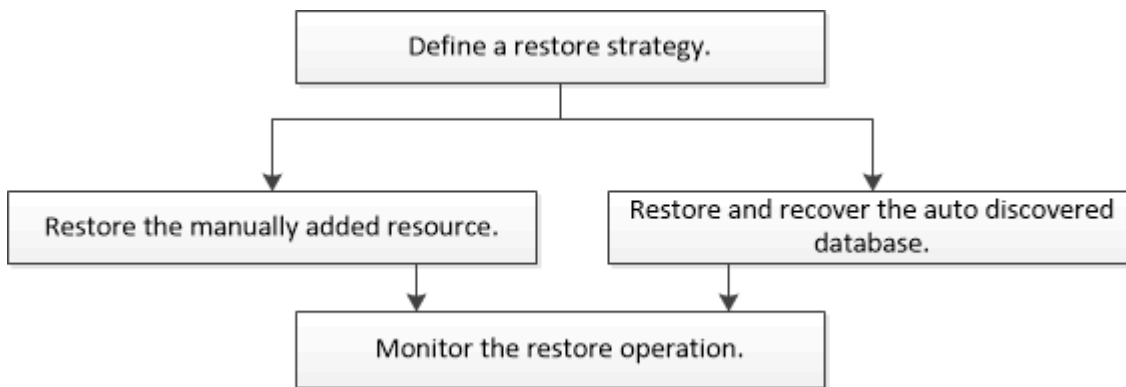 Define a restore strategy.
Restore the manually added resource.
Restore and recover the auto discovered
database.
Monitor the restore operation.